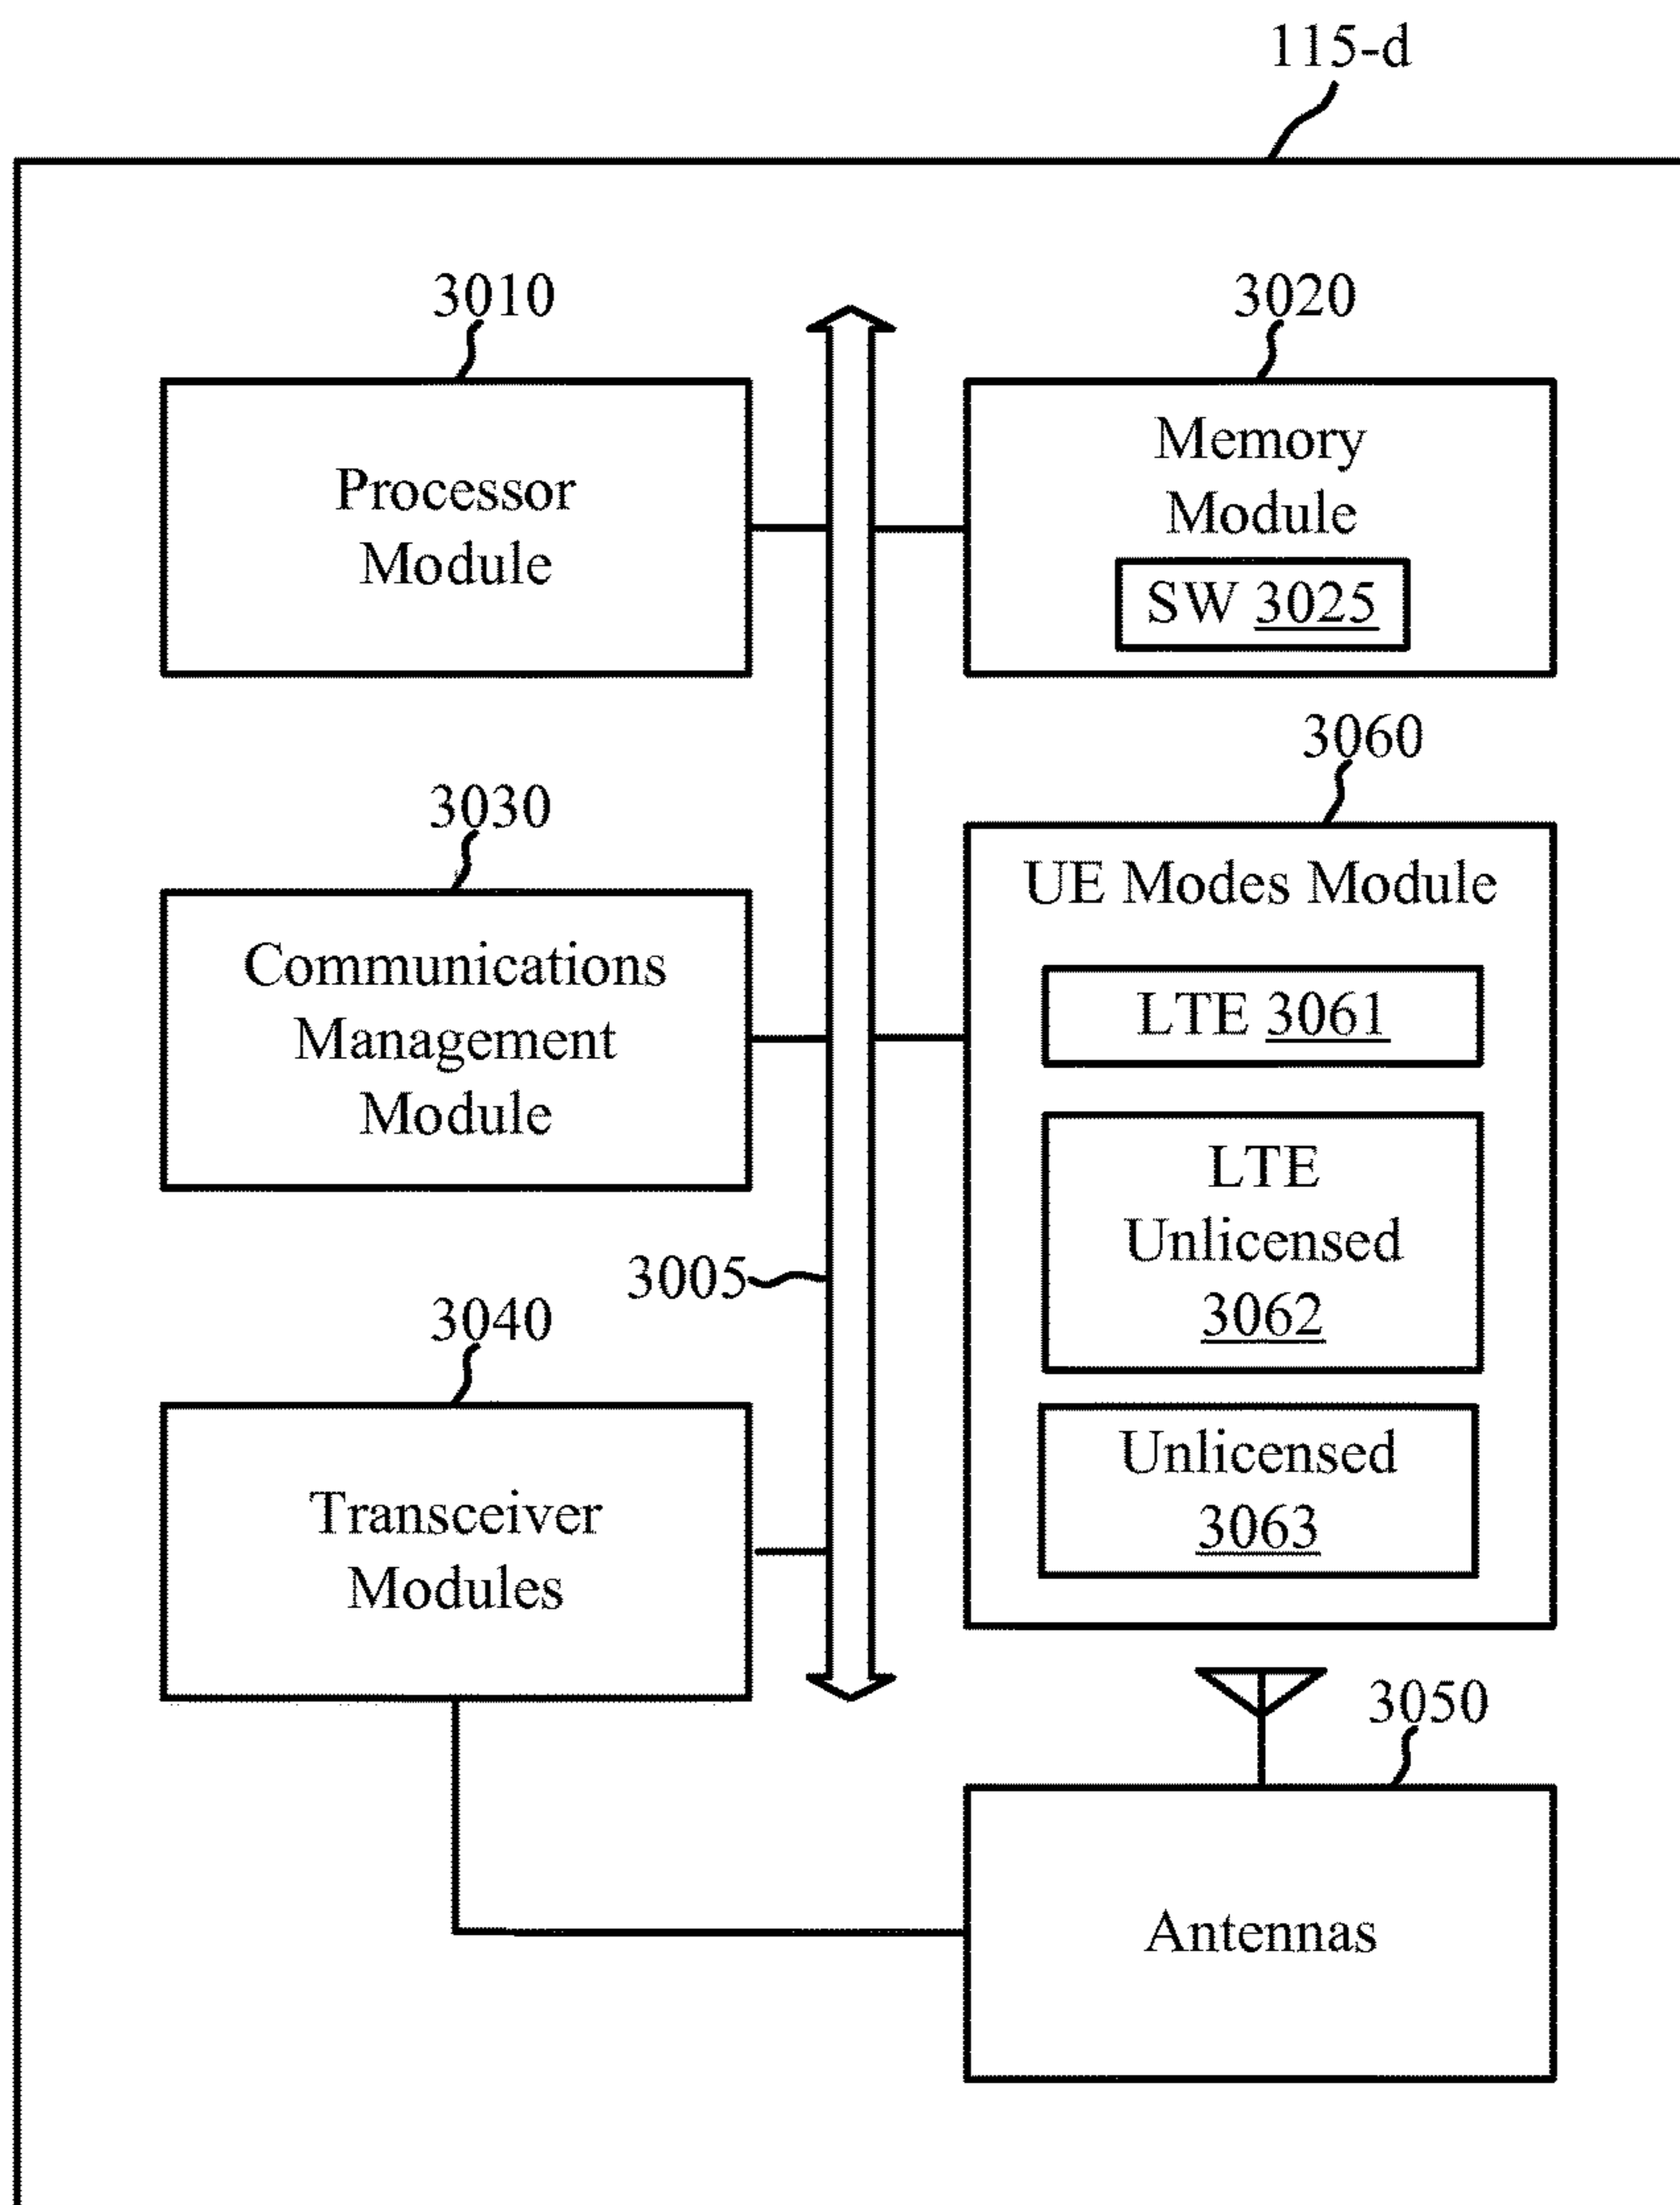 115-d
3010
3020
Processor
Module
Memory
Module
SW 3025
3030
3060
Communications
Management
Module
UE Modes Module
LTE 3061
LTE
Unlicensed
3062
3005
3040
Transceiver
Modules
Unlicensed
3063
3050
Antennas